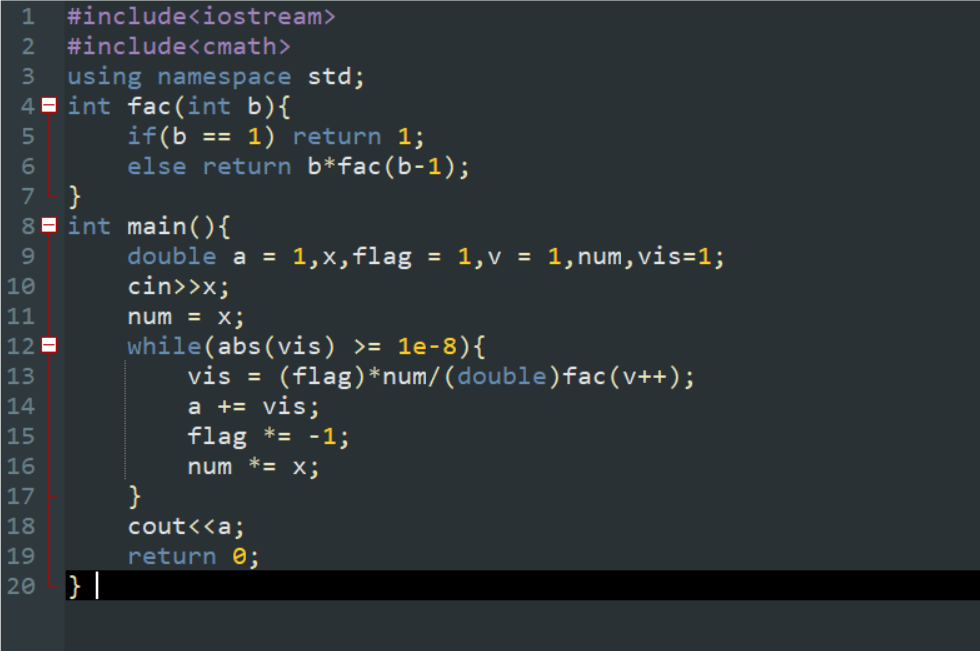 1 #include<iostream>
2 #include<cmath>
3 using namespace std;
4 int fac(int b){
5     if(b == 1) return 1;
6     else return b*fac(b-1);
7 }
8 int main(){
9     double a = 1,x,flag = 1,v = 1,num,vis=1;
10     cin>>x;
11     num = x;
12     while(abs(vis) >= 1e-8){
13         vis = (flag)*num/(double)fac(v++);
14         a += vis;
15         flag *= -1;
16         num *= x;
17     }
18     cout<<a;
19     return 0;
20 }